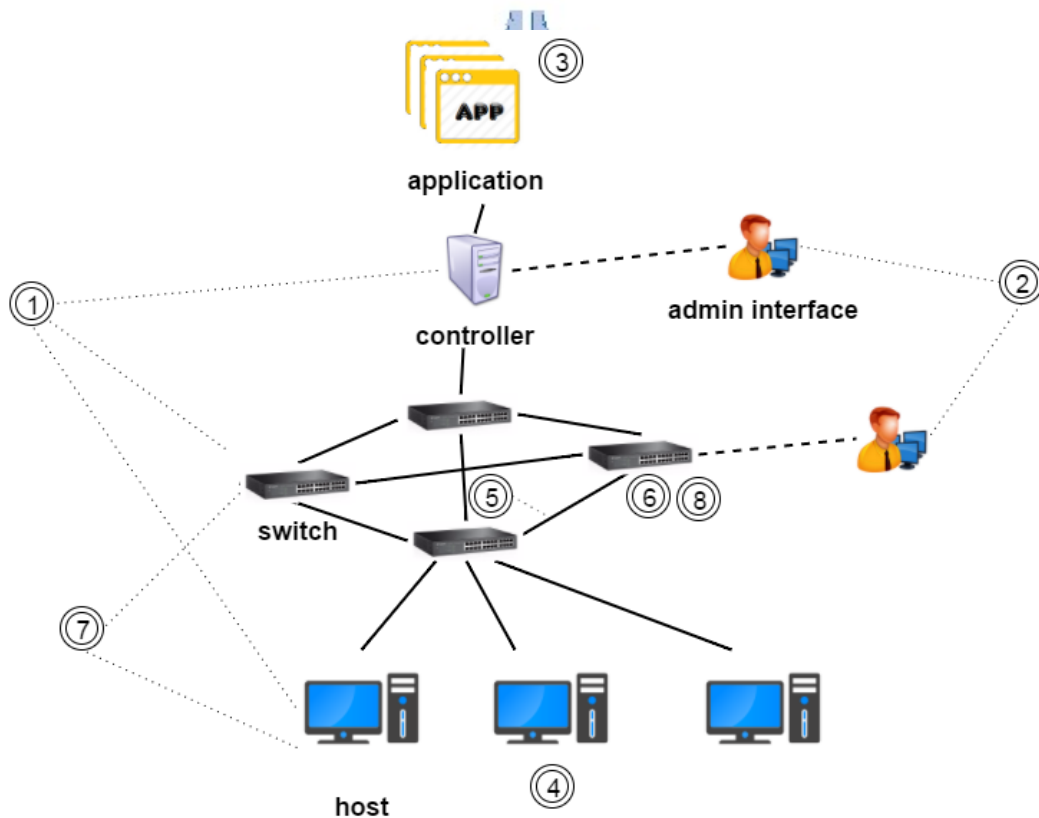 3
APP
application
1
2
admin interface
controller
5
6
8
switch
7
4
host